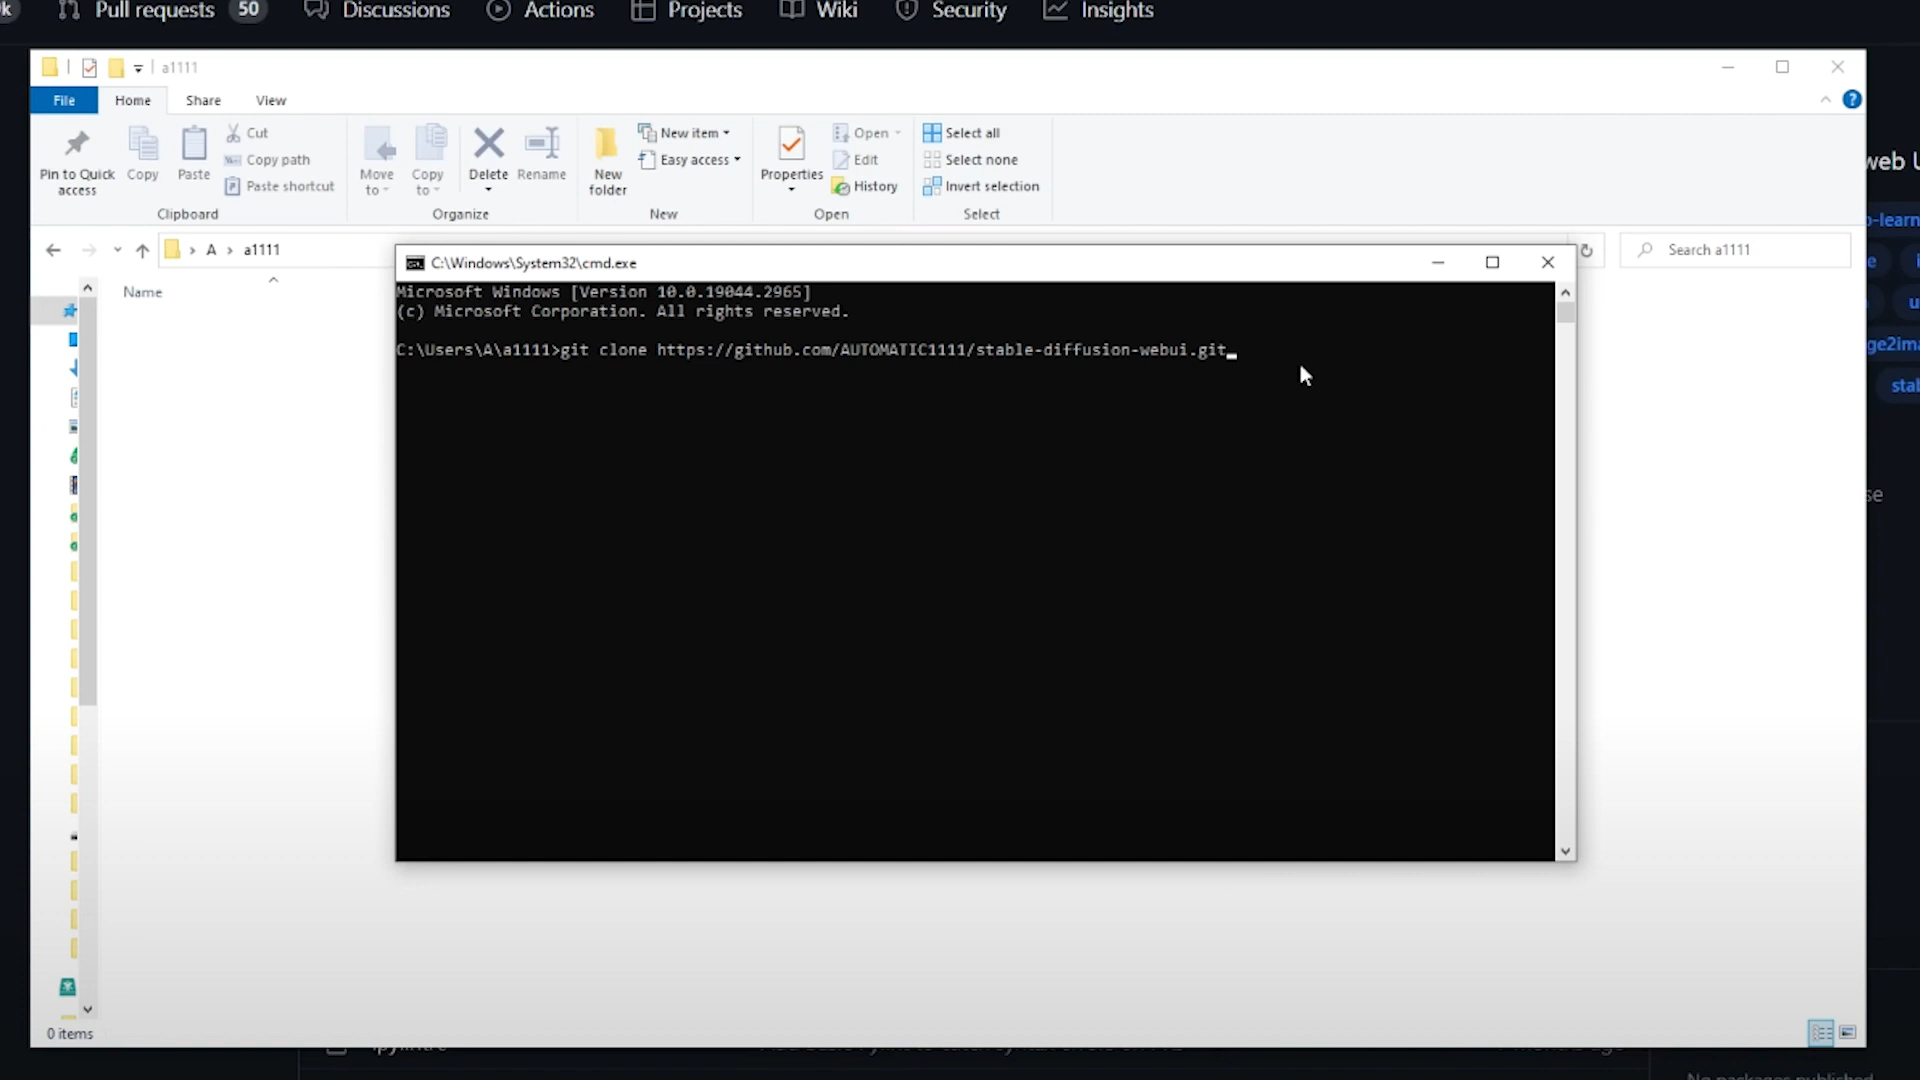 Pull requests 50 Discussions Actions Projects Wiki Security Insights
a1111
File Home Share View
Pin to Quick access
Copy
Paste
Cut
Copy path
Paste shortcut
Clipboard
Move to
Copy to
Delete
Rename
Organize
New folder
New item
Easy access
New
Properties
Open
Edit
History
Open
Select all
Select none
Invert selection
Select
web U
A a1111
Search a1111
Name
C:\Windows\System32\cmd.exe
Microsoft Windows [Version 10.0.19044.2965]
(c) Microsoft Corporation. All rights reserved.
C:\Users\A\a1111>git clone https://github.com/AUTOMATIC1111/stable-diffusion-webui.git
0 items